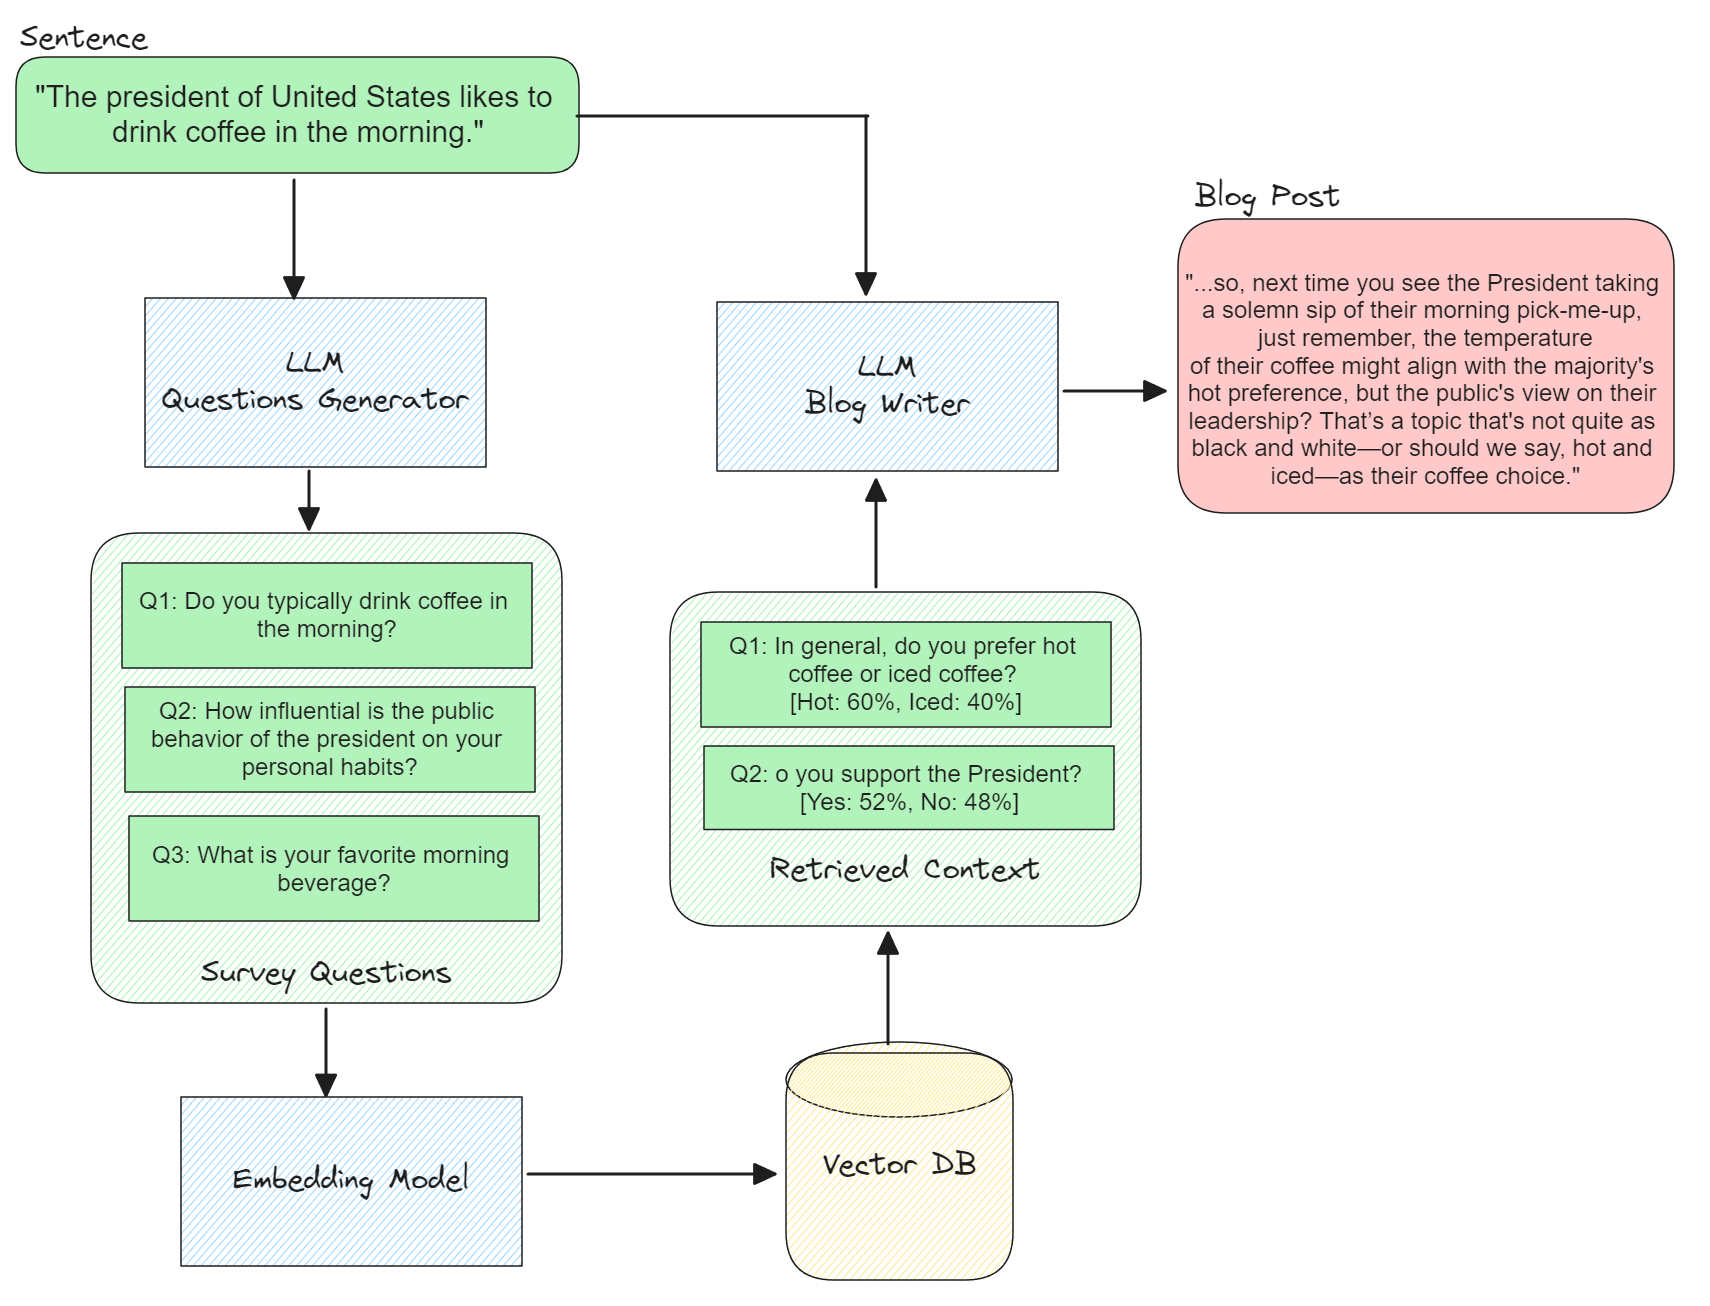 Sentence
"The president of United States likes to
drink coffee in the morning."
LLM
Questions Generator
Q1: Do you typically drink coffee in
the morning?
Q2: How influential is the public
behavior of the president on your
personal habits?
Q3: What is your favorite morning
beverage?
Survey Questions
Embedding Model
Vector DB
Q1: In general, do you prefer hot
coffee or iced coffee?
[Hot: 60%, Iced: 40%]
Q2: o you support the President?
[Yes: 52%, No: 48%]
Retrieved Context
LLM
Blog Writer
Blog Post
"...so, next time you see the President taking
a solemn sip of their morning pick-me-up,
just remember, the temperature
of their coffee might align with the majority's
hot preference, but the public's view on their
leadership? That’s a topic that's not quite as
black and white—or should we say, hot and
iced—as their coffee choice."